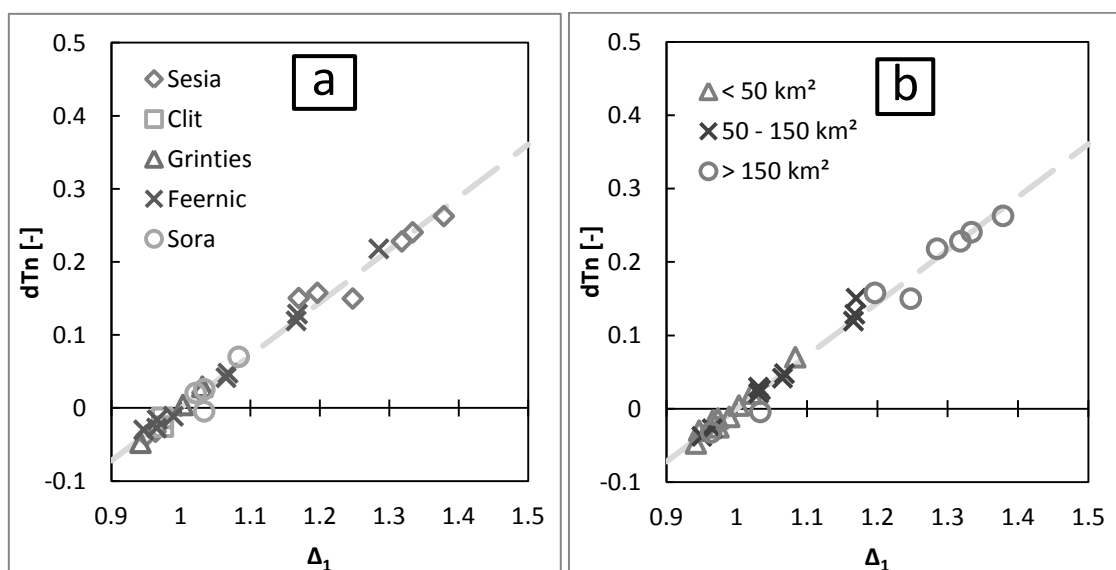 a
Sesia
Clit
Grinties
Feernic
Sora
0.5
0.4
0.3
0.2
0.1
0
-0.1
dTn [-]
0.9 1 1.1 1.2 1.3 1.4 1.5
Δ₁
b
< 50 km²
50 - 150 km²
> 150 km²
0.5
0.4
0.3
0.2
0.1
0
-0.1
dTn [-]
0.9 1 1.1 1.2 1.3 1.4 1.5
Δ₁